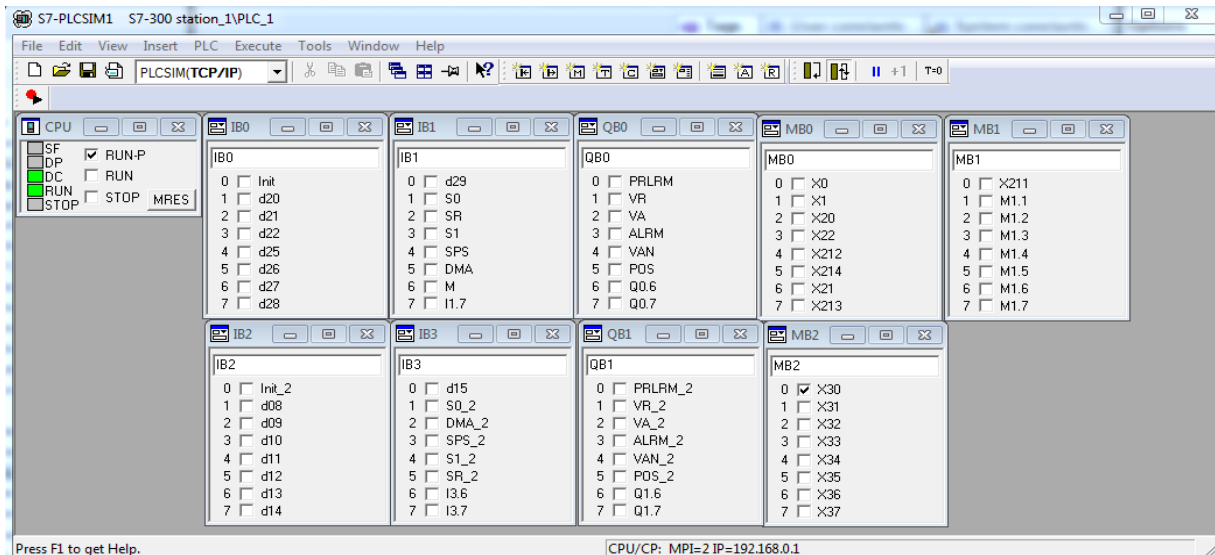 S7-PLCSIM1 S7-300 station_1\PLC_1
File Edit View Insert PLC Execute Tools Window Help
PLCSIM(TCP/IP) +1 T=0
CPU
SF
DP
DC
RUN
STOP
RUN-P
RUN
STOP MRES
IB0
IB0
0 Init
1 d20
2 d21
3 d22
4 d25
5 d26
6 d27
7 d28
IB1
IB1
0 d29
1 S0
2 SR
3 S1
4 SPS
5 DMA
6 M
7 I1.7
QB0
QB0
0 PRLRM
1 VR
2 VA
3 ALRM
4 VAN
5 POS
6 Q0.6
7 Q0.7
MB0
MB0
0 X0
1 X1
2 X20
3 X22
4 X212
5 X214
6 X21
7 X213
MB1
MB1
0 X211
1 M1.1
2 M1.2
3 M1.3
4 M1.4
5 M1.5
6 M1.6
7 M1.7
IB2
IB2
0 Init_2
1 d08
2 d09
3 d10
4 d11
5 d12
6 d13
7 d14
IB3
IB3
0 d15
1 S0_2
2 DMA_2
3 SPS_2
4 S1_2
5 SR_2
6 I3.6
7 I3.7
QB1
QB1
0 PRLRM_2
1 VR_2
2 VA_2
3 ALRM_2
4 VAN_2
5 POS_2
6 Q1.6
7 Q1.7
MB2
MB2
0 X30
1 X31
2 X32
3 X33
4 X34
5 X35
6 X36
7 X37
Press F1 to get Help. CPU/CP: MPI=2 IP=192.168.0.1